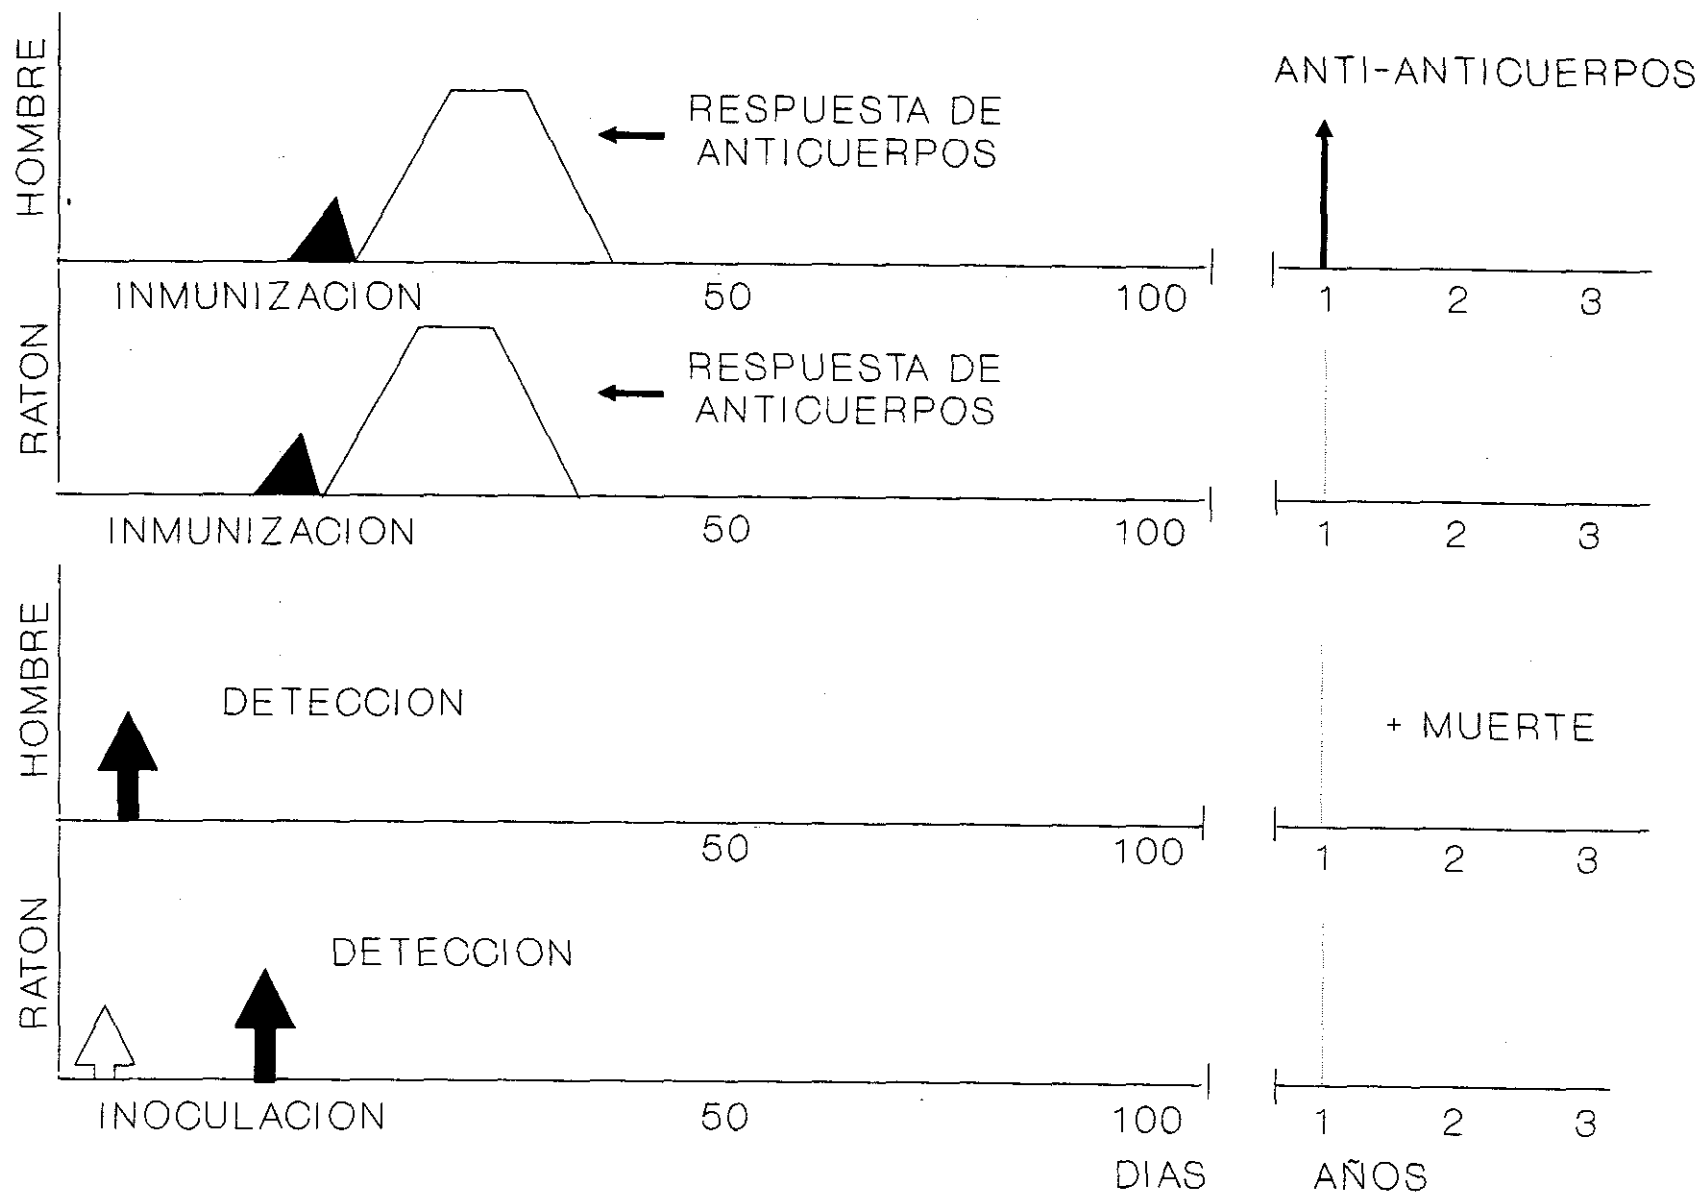 HOMBRE
RESPUESTA DE
ANTICUERPOS
ANTI-ANTICUERPOS
INMUNIZACION
50
100
1
2
3
RATON
RESPUESTA DE
ANTICUERPOS
INMUNIZACION
50
100
1
2
3
HOMBRE
DETECCION
+ MUERTE
50
100
1
2
3
RATON
DETECCION
INOCULACION
50
100
1
2
3
DIAS
AÑOS